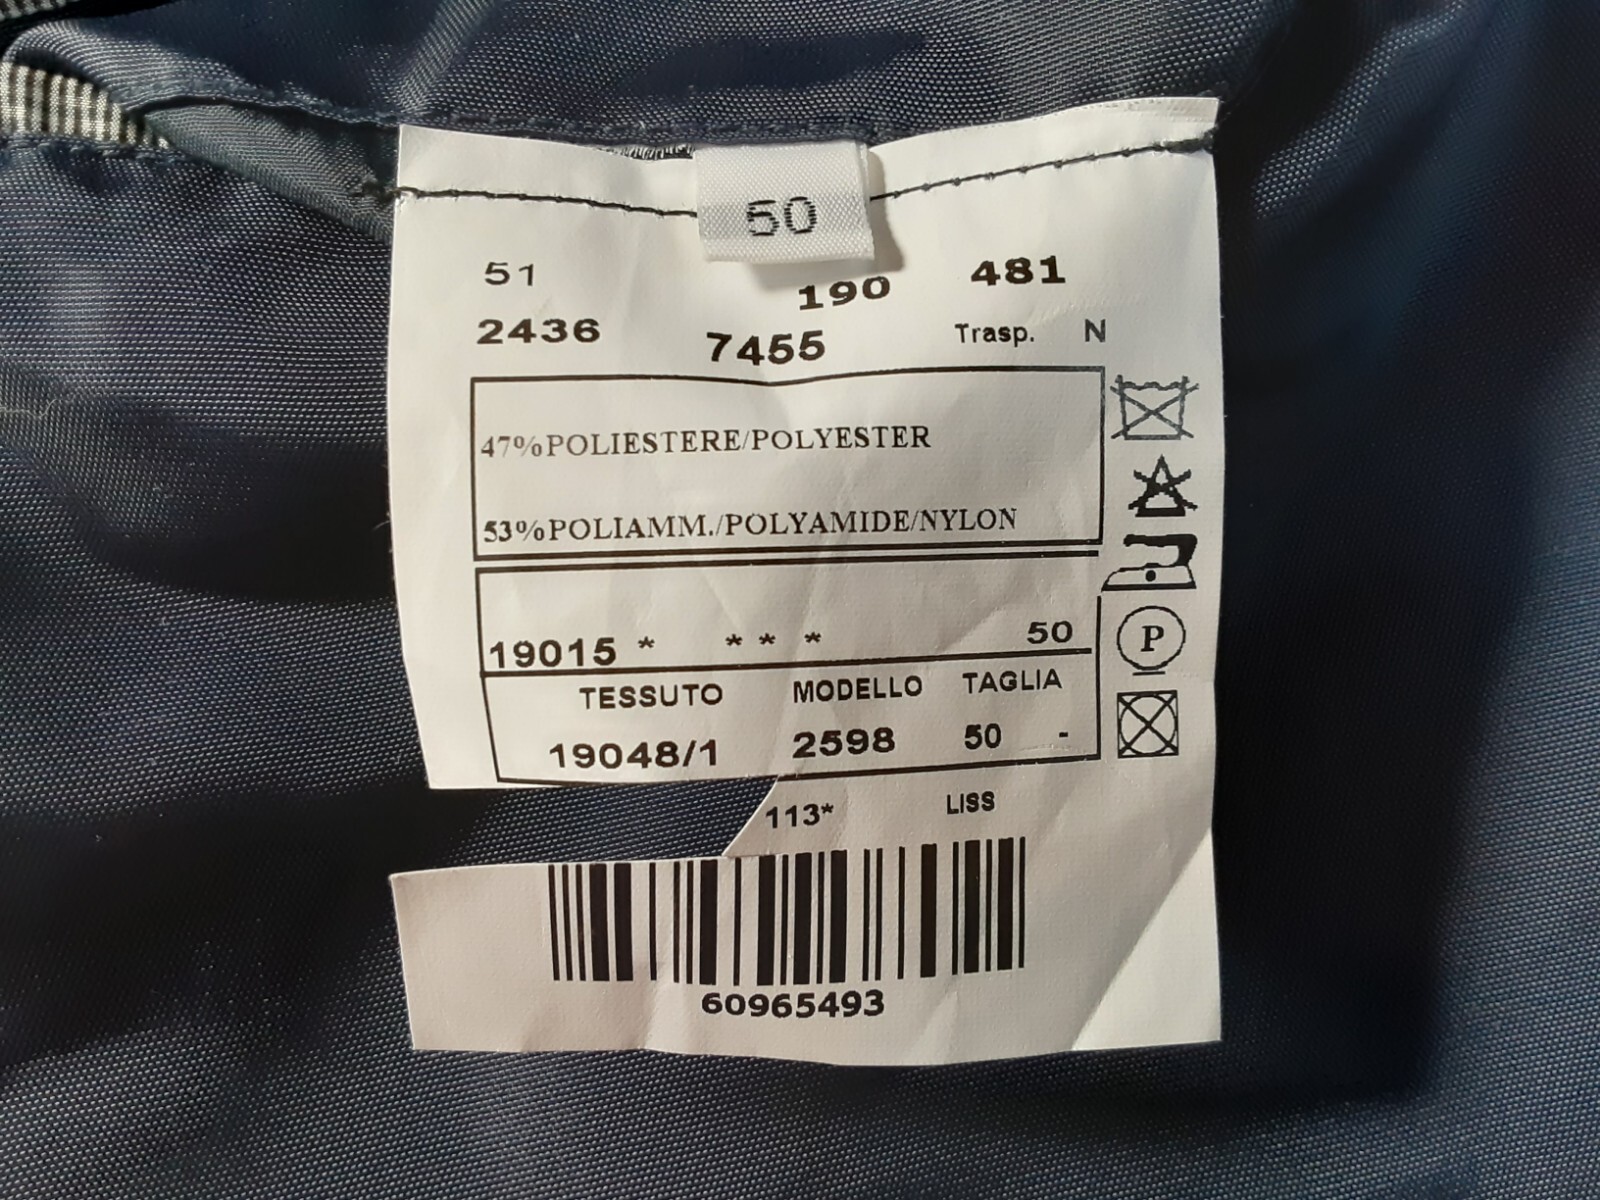 50
51 190 481
2436 7455 Trasp. N
47%POLIESTERE/POLYESTER
53%POLIAMM./POLYAMIDE/NYLON
19015 * * * * 50
P
TESSUTO MODELLO TAGLIA
19048/1 2598 50 -
113* LISS
60965493